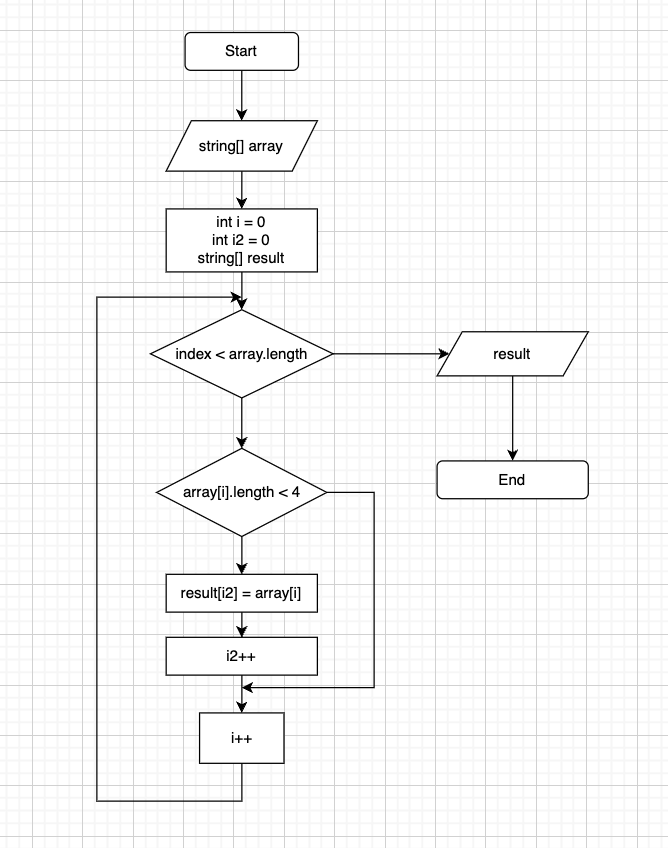 Start
string[] array
int i = 0
int i2 = 0
string[] result
index < array.length
result
array[i].length < 4
End
result[i2] = array[i]
i2++
i++